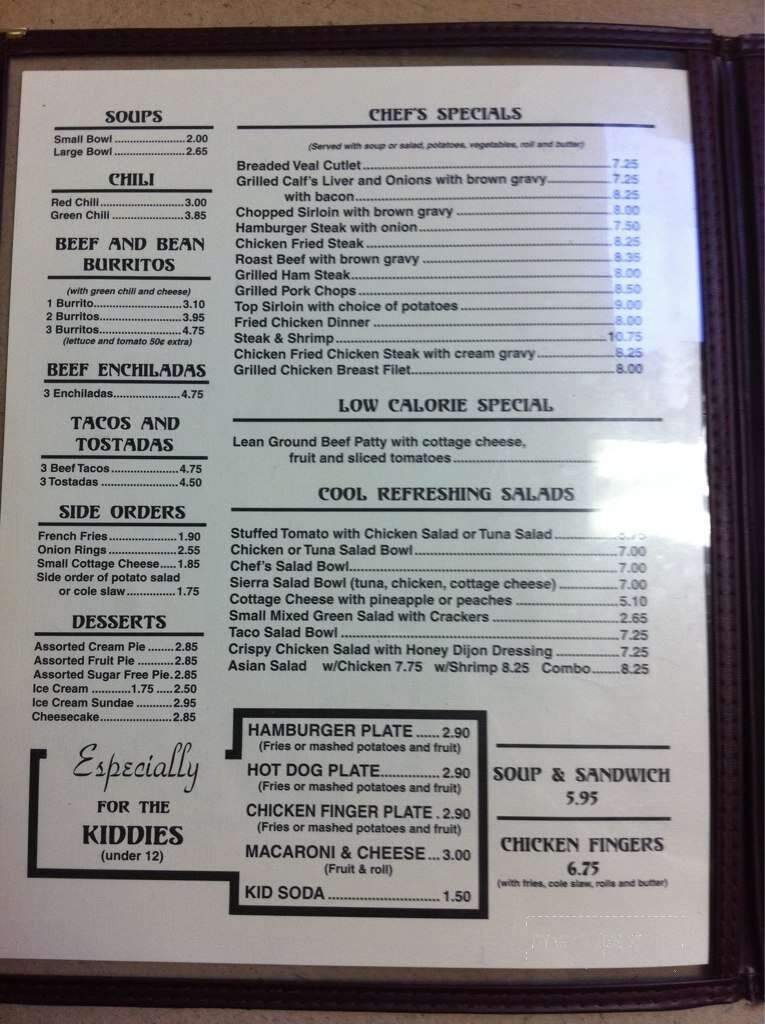 SOUPS
Small Bowl ....................2.00
Large Bowl ....................2.65
CHILI
Red Chili........................3.00
Green Chili ....................3.85
BEEF AND BEAN
BURRITOS
(with green chili and cheese)
1 Burrito.........................3.10
2 Burritos.......................3.95
3 Burritos.......................4.75
(lettuce and tomato 50¢ extra)
BEEF ENCHILADAS
3 Enchiladas..................4.75
TACOS AND
TOSTADAS
3 Beef Tacos ....................4.75
3 Tostadas .......................4.50
SIDE ORDERS
French Fries ....................1.90
Onion Rings ....................2.55
Small Cottage Cheese.....1.85
Side order of potato salad
or cole slaw...............1.75
DESSERTS
Assorted Cream Pie ........2.85
Assorted Fruit Pie ...........2.85
Assorted Sugar Free Pie.2.85
Ice Cream ............1.75 .....2.50
Ice Cream Sundae ...........2.95
Cheesecake.....................2.85
CHEF'S SPECIALS
(Served with soup or salad, potatoes, vegetables, roll and butter)
Breaded Veal Cutlet................................7.25
Grilled Calf's Liver and Onions with brown gravy...............7.25
with bacon................................8.25
Chopped Sirloin with brown gravy ................................8.00
Hamburger Steak with onion................................7.50
Chicken Fried Steak ................................8.25
Roast Beef with brown gravy ................................8.35
Grilled Ham Steak................................8.00
Grilled Pork Chops................................8.50
Top Sirloin with choice of potatoes ................................9.00
Fried Chicken Dinner ................................8.00
Steak & Shrimp................................10.75
Chicken Fried Chicken Steak with cream gravy..................8.25
Grilled Chicken Breast Filet................................8.00
LOW CALORIE SPECIAL
Lean Ground Beef Patty with cottage cheese,
fruit and sliced tomatoes ................................
COOL REFRESHING SALADS
Stuffed Tomato with Chicken Salad or Tuna Salad ................
Chicken or Tuna Salad Bowl................................7.00
Chef's Salad Bowl................................7.00
Sierra Salad Bowl (tuna, chicken, cottage cheese) ..............7.00
Cottage Cheese with pineapple or peaches ......................5.10
Small Mixed Green Salad with Crackers ..........................2.65
Taco Salad Bowl ................................7.25
Crispy Chicken Salad with Honey Dijon Dressing ...............7.25
Asian Salad w/Chicken 7.75 w/Shrimp 8.25 Combo.......8.25
Especially
FOR THE
KIDDIES
(under 12)
HAMBURGER PLATE ...... 2.90
(Fries or mashed potatoes and fruit)
HOT DOG PLATE................ 2.90
(Fries or mashed potatoes and fruit)
CHICKEN FINGER PLATE . 2.90
(Fries or mashed potatoes and fruit)
MACARONI & CHEESE... 3.00
(Fruit & roll)
KID SODA ............................ 1.50
SOUP & SANDWICH
5.95
CHICKEN FINGERS
6.75
(with fries, cole slaw, rolls and butter)